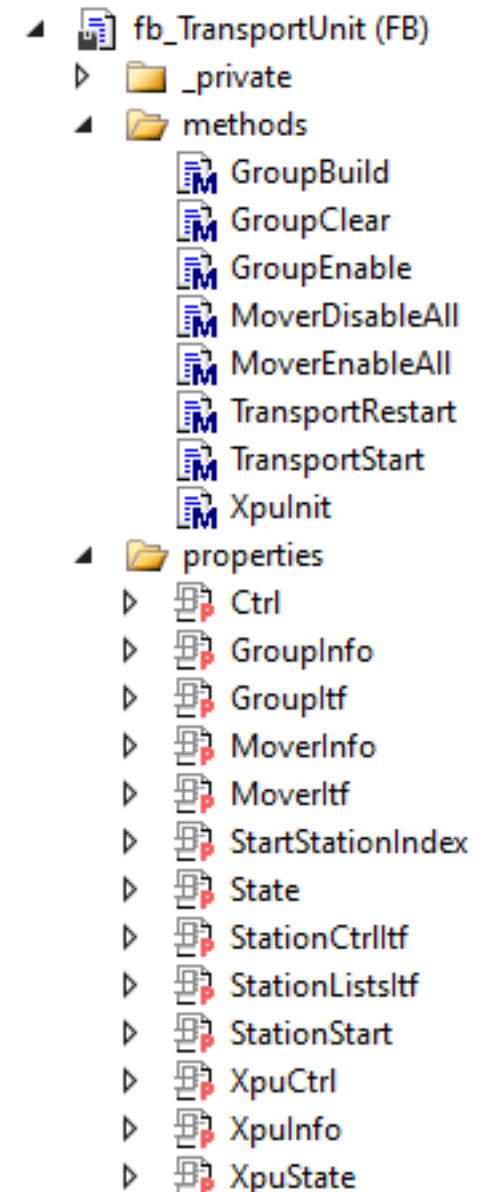 fb_TransportUnit (FB)
_private
methods
GroupBuild
GroupClear
GroupEnable
MoverDisableAll
MoverEnableAll
TransportRestart
TransportStart
XpuInit
properties
Ctrl
GroupInfo
GroupItf
MoverInfo
MoverItf
StartStationIndex
State
StationCtrlItf
StationListsItf
StationStart
XpuCtrl
XpuInfo
XpuState